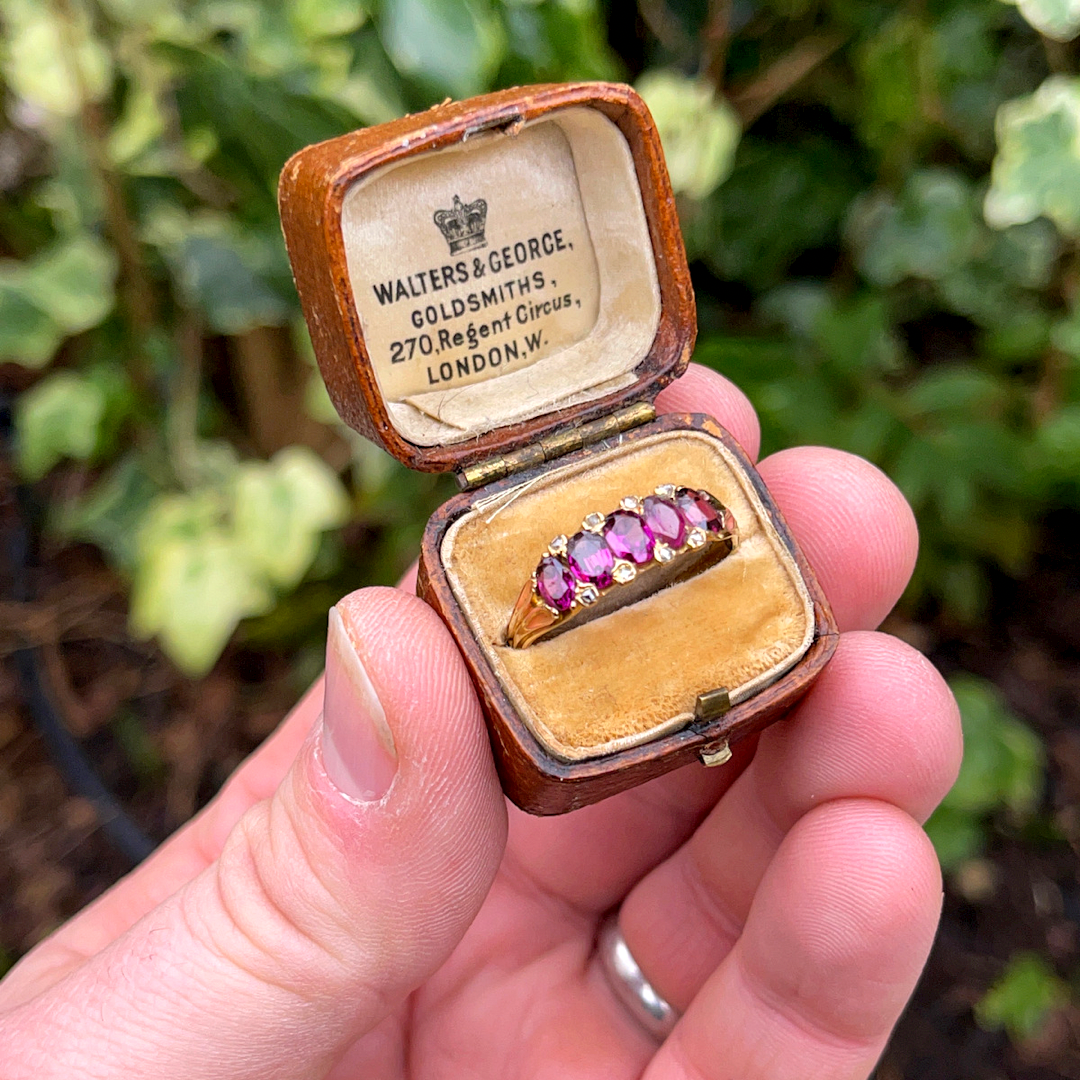 WALTERS & GEORGE,
GOLDSMITHS,
270, Regent Circus,
LONDON, W.